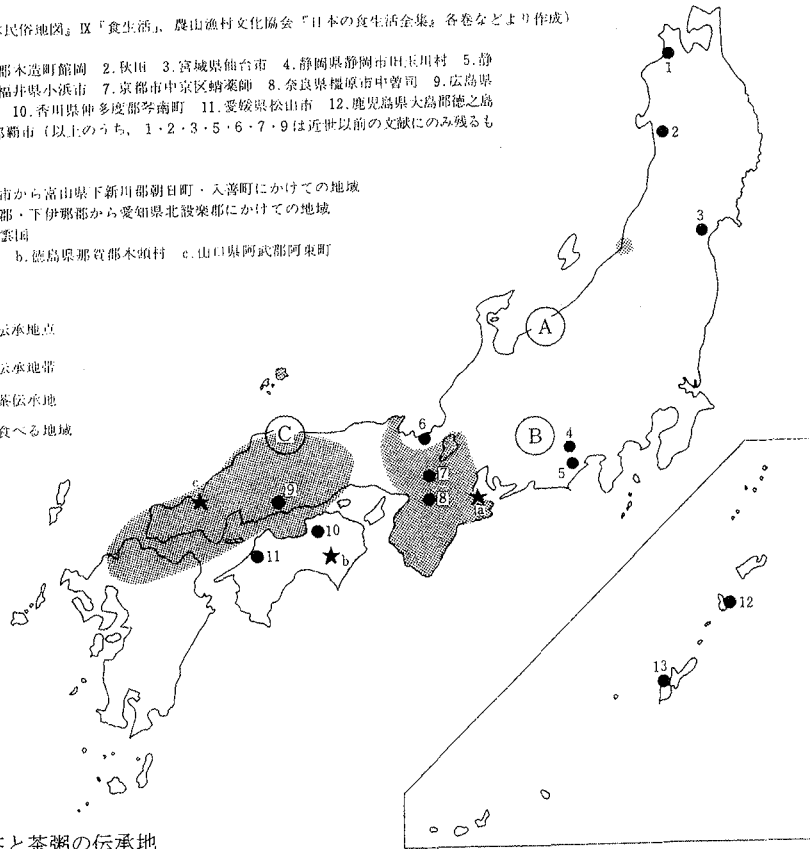 民俗地図』Ⅸ『食生活』，農山漁村文化協会『日本の食生活全集』各巻などより作成）
郡木造町館岡 2.秋田 3.宮城県仙台市 4.静岡県静岡市田玉川村 5.静
福井県小浜市 7.京都市中京区蛸薬師 8.奈良県橿原市中曽司 9.広島県
10.香川県仲多度郡琴南町 11.愛媛県松山市 12.鹿児島県大島郡徳之島
那覇市（以上のうち，1・2・3・5・6・7・9は近世以前の文献にのみ残るも
市から富山県下新川郡朝日町・入善町にかけての地域
郡・下伊那郡から愛知県北設楽郡にかけての地域
雲国
b.徳島県那賀郡木頭村 c.山口県阿武郡阿東町
伝承地点
伝承地帯
茶伝承地
食べる地域
1
2
3
A
B
C
4
5
6
7
8
a
9
c
10
11
b
12
13
と茶粥の伝承地